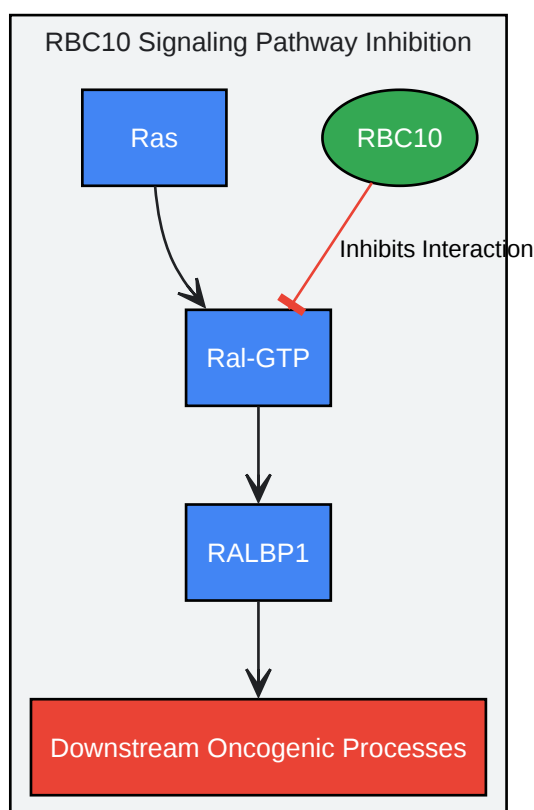 RBC10 Signaling Pathway Inhibition
Ras
RBC10
Inhibits Interaction
Ral-GTP
RALBP1
Downstream Oncogenic Processes